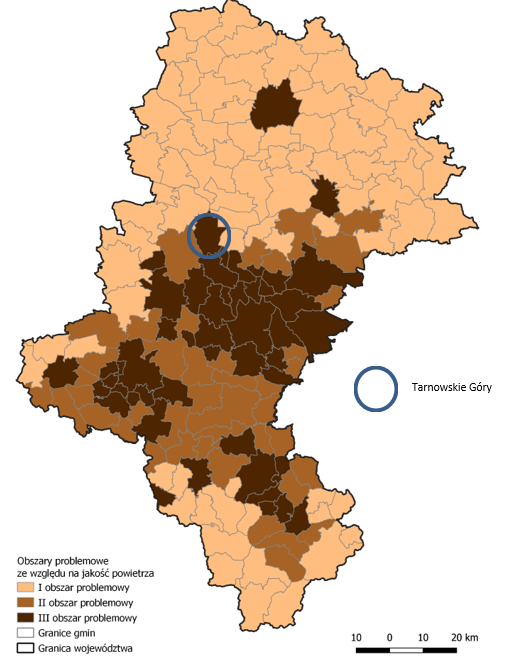 Tarnowskie Góry
Obszary problemowe
ze względu na jakość powietrza
I obszar problemowy
II obszar problemowy
III obszar problemowy
Granice gmin
Granica województwa
10 0 10 20 km